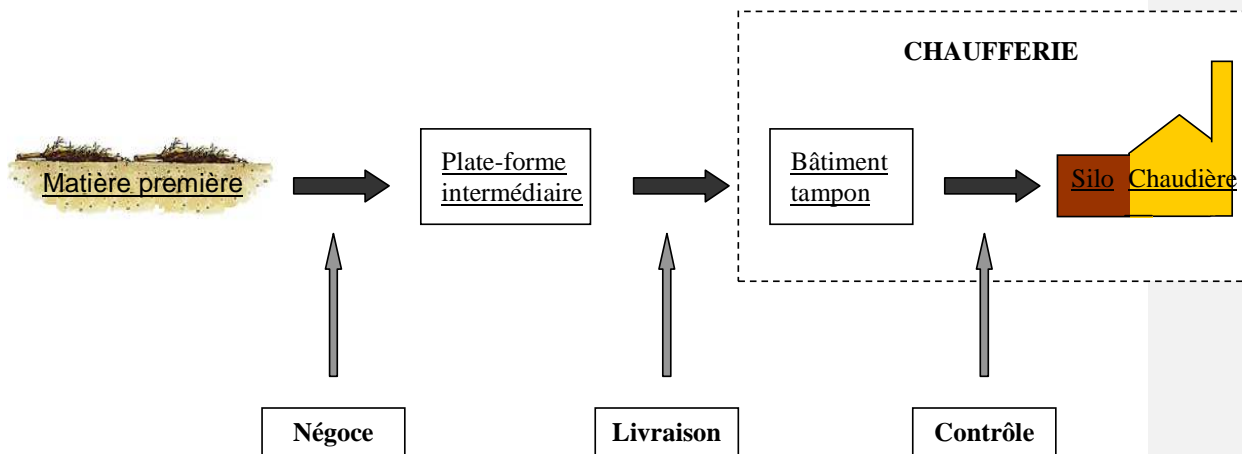 CHAUFFERIE
Matière première
Plate-forme
intermédiaire
Bâtiment
tampon
Silo
Chaudière
Négoce
Livraison
Contrôle